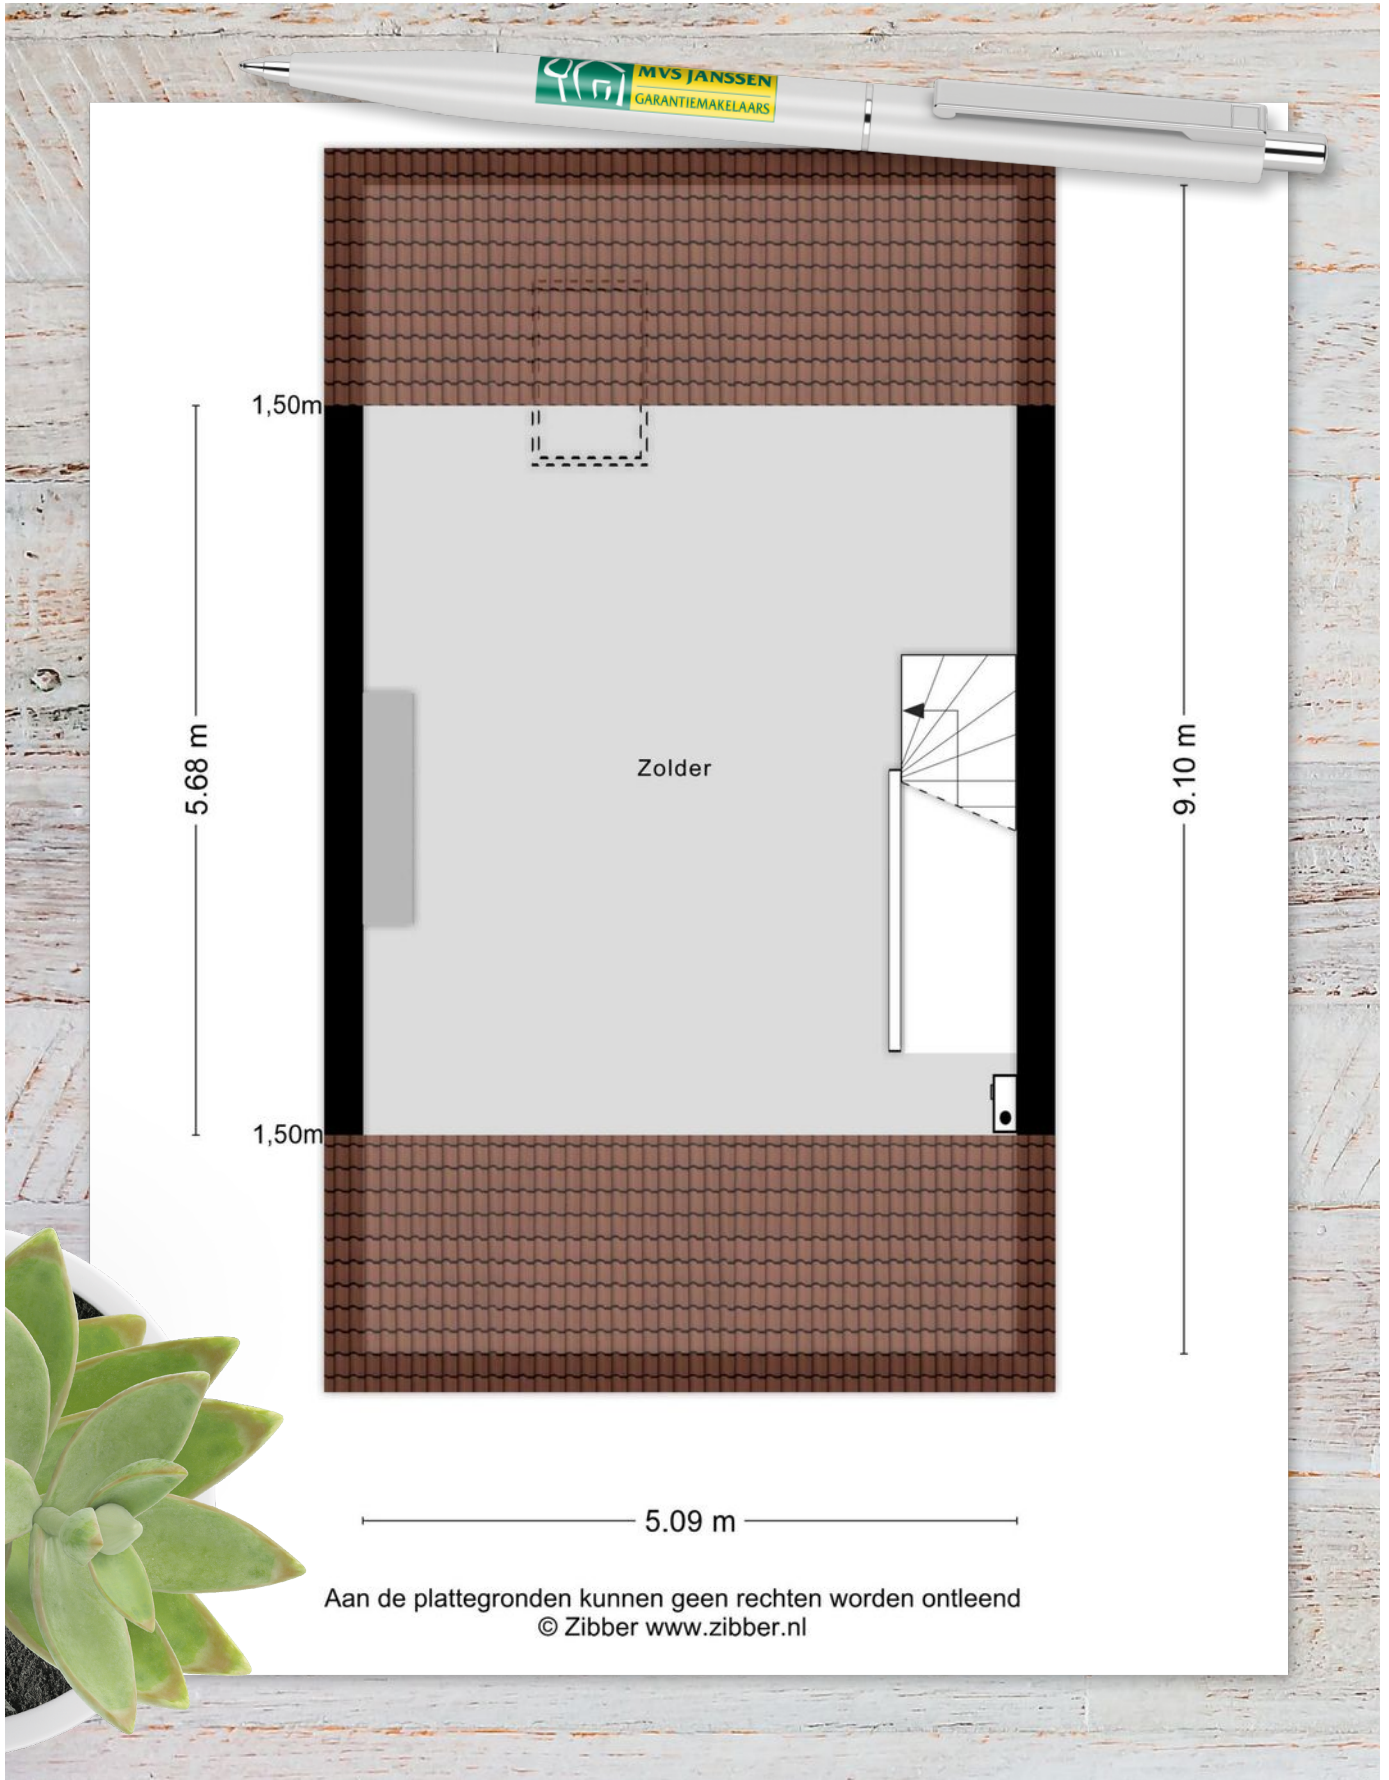 MVS JANSSEN
GARANTIEMAKELAARS
1,50m
5.68 m
Zolder
9.10 m
1,50m
5.09 m
Aan de plattegronden kunnen geen rechten worden ontleend
© Zibber www.zibber.nl